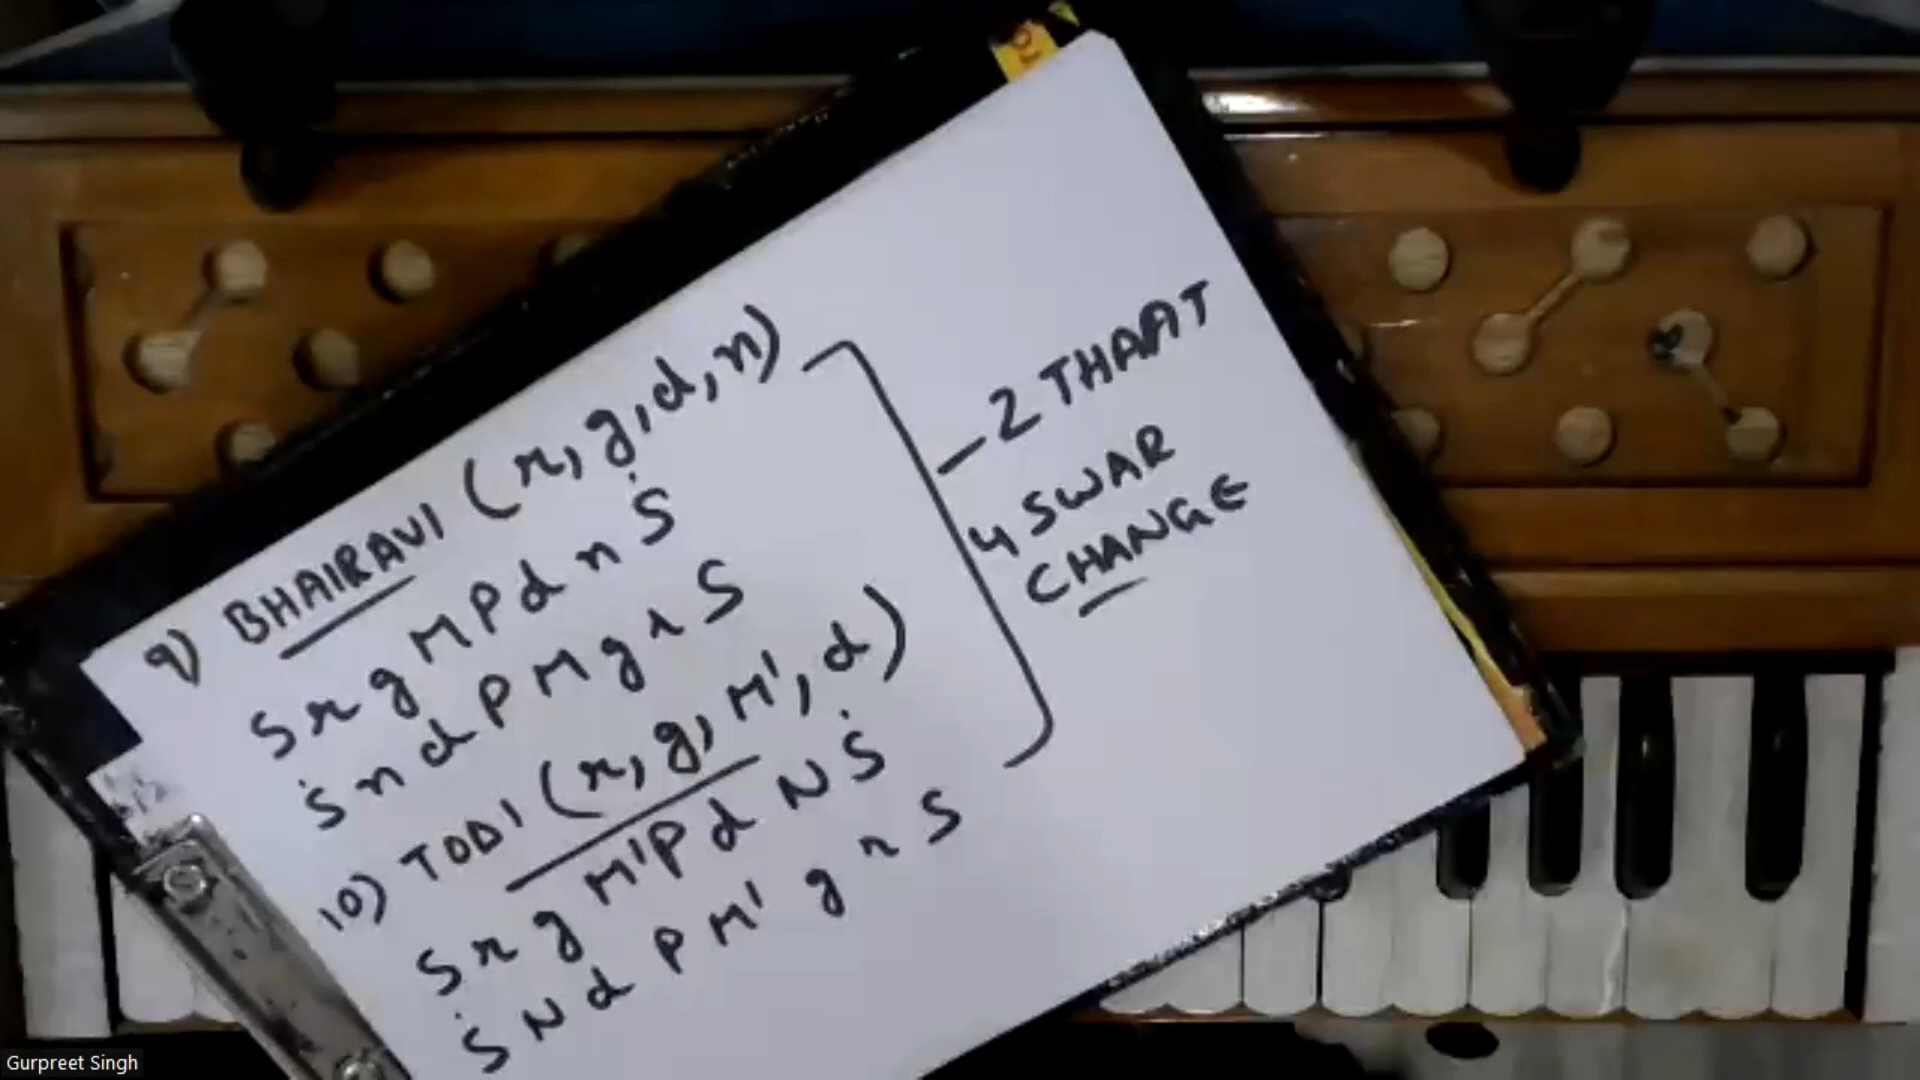 9) BHAIRAVI (r, g, d, n)
S r g M P d n Ṡ
Ṡ n d P M g r S
10) TODI (r, g, M', d)
S r g M' P d N Ṡ
Ṡ N d P M' g r S
- 2 THAAT
4 SWAR
CHANGE
Gurpreet Singh